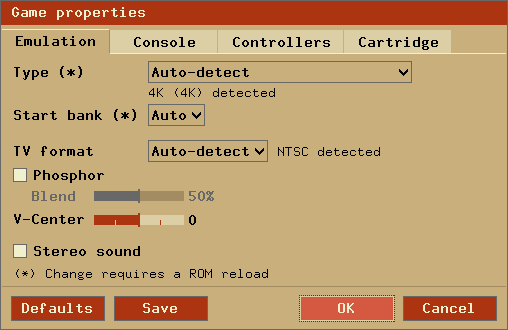 Game properties
Emulation Console Controllers Cartridge
Type (*) Auto-detect
4K (4K) detected
Start bank (*) Auto
TV format Auto-detect NTSC detected
Phosphor
Blend 50%
V-Center 0
Stereo sound
(*) Change requires a ROM reload
Defaults Save OK Cancel